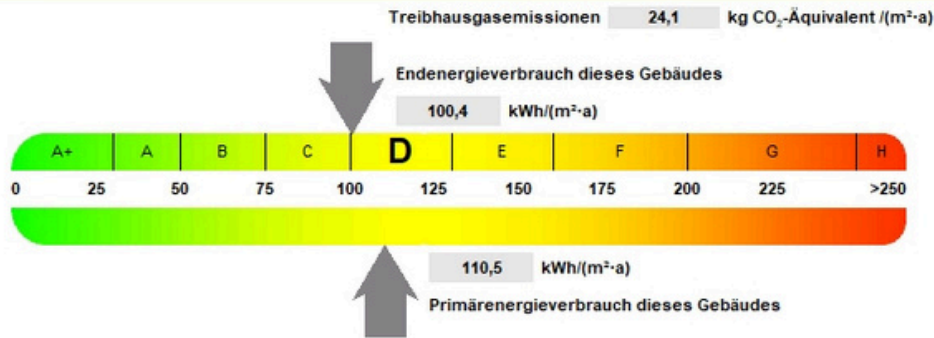 Treibhausgasemissionen 24,1 kg CO₂-Äquivalent /(m²·a)
Endenergieverbrauch dieses Gebäudes
100,4 kWh/(m²·a)
A+ A B C D E F G H
0 25 50 75 100 125 150 175 200 225 >250
110,5 kWh/(m²·a)
Primärenergieverbrauch dieses Gebäudes